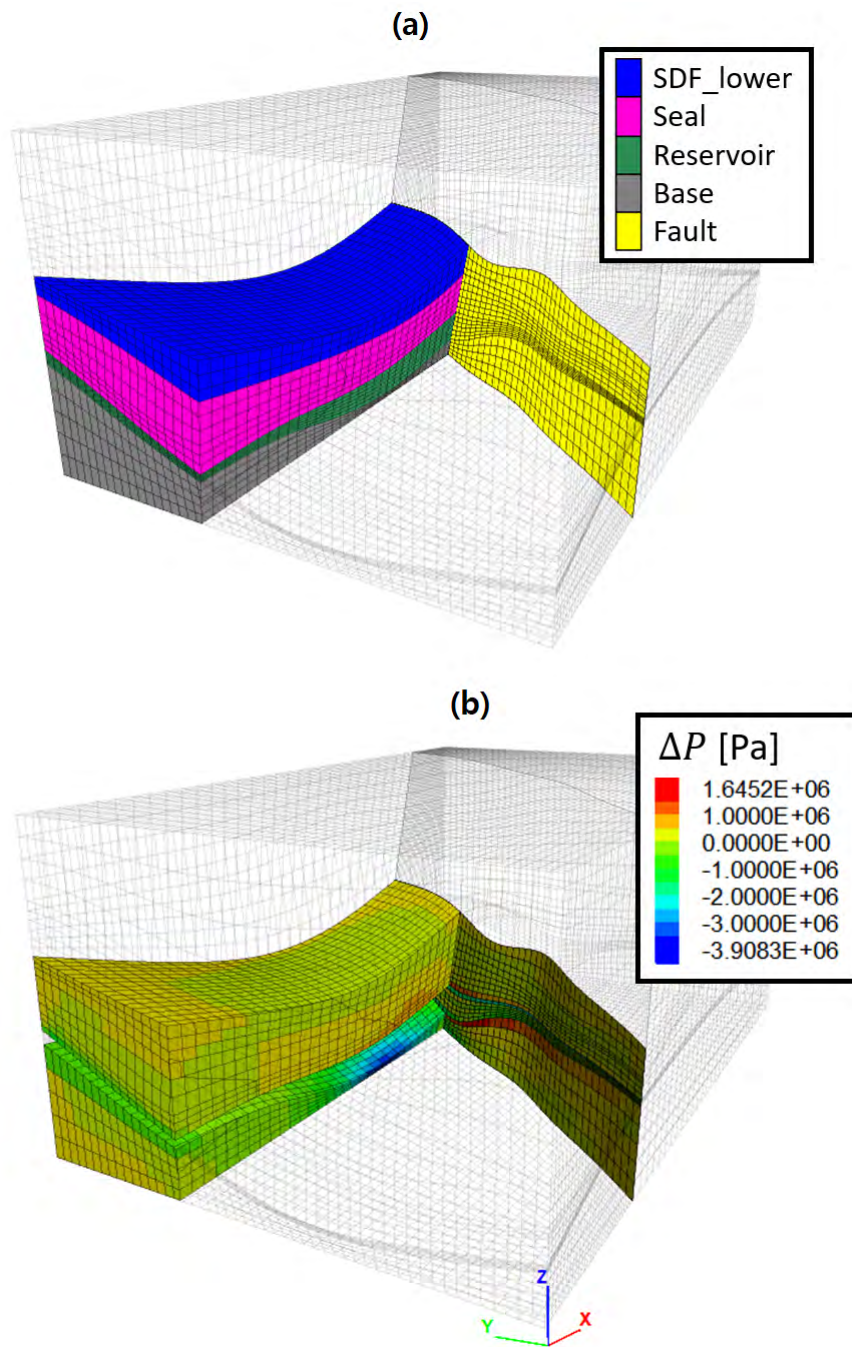 (a)
SDF_lower
Seal
Reservoir
Base
Fault
(b)
ΔP [Pa]
1.6452E+06
1.0000E+06
0.0000E+00
-1.0000E+06
-2.0000E+06
-3.0000E+06
-3.9083E+06
Z
Y
X